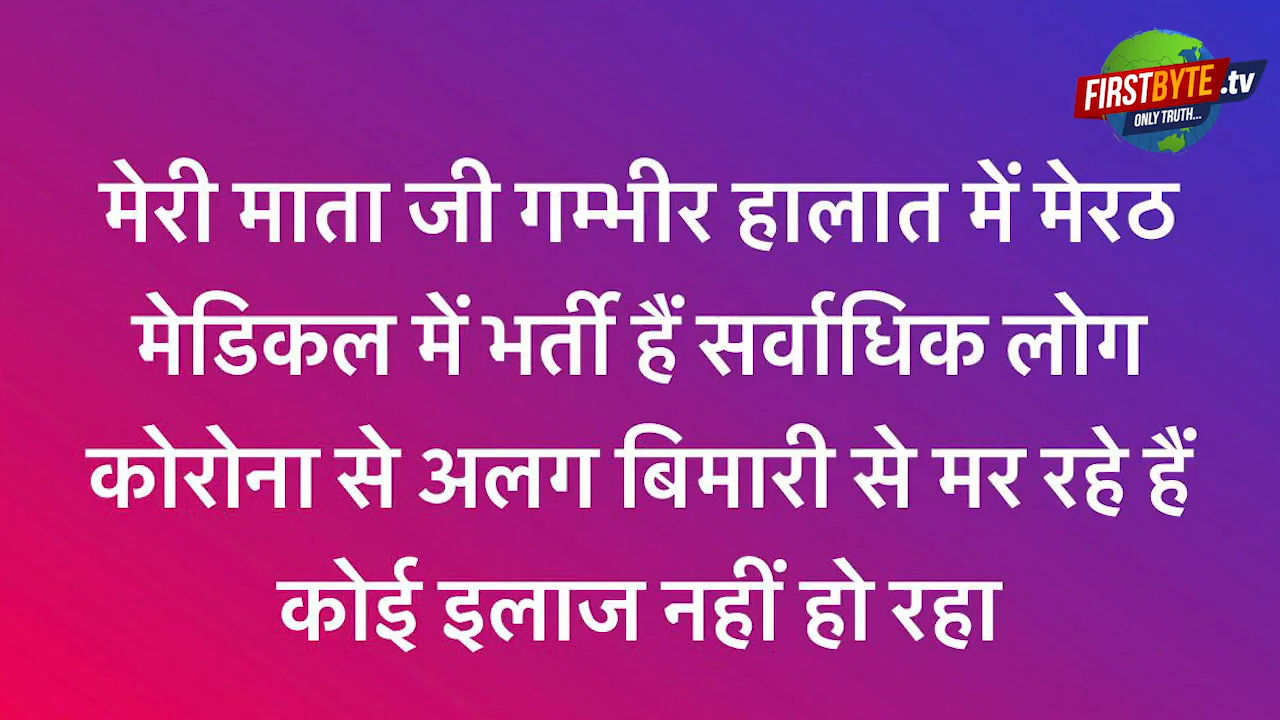 FIRSTBYTE.tv
ONLY TRUTH...
मेरी माता जी गम्भीर हालात में मेरठ
मेडिकल में भर्ती हैं सर्वाधिक लोग
कोरोना से अलग बिमारी से मर रहे हैं
कोई इलाज नहीं हो रहा